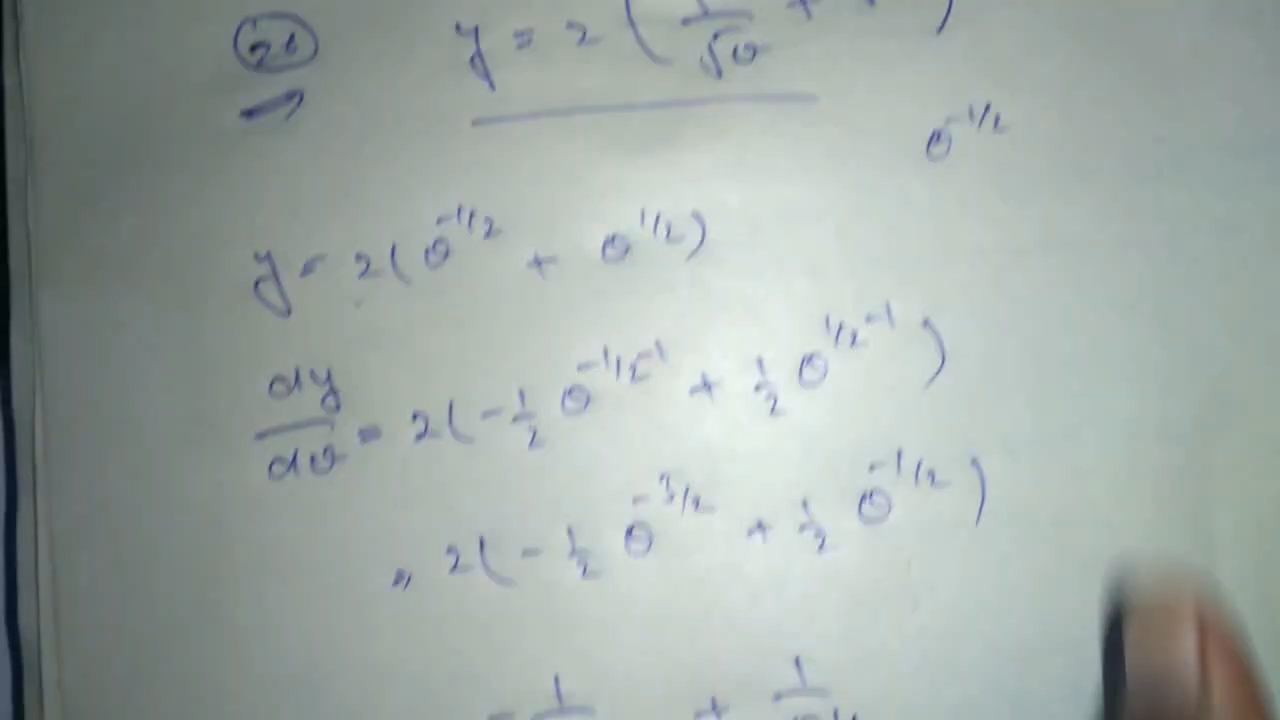 26 y = 2 ( 1/√θ +
θ^-1/2
y = 2(θ^-1/2 + θ^1/2)
dy/dθ = 2(-1/2 θ^-1/2-1 + 1/2 θ^1/2-1)
= 2(-1/2 θ^-3/2 + 1/2 θ^-1/2)